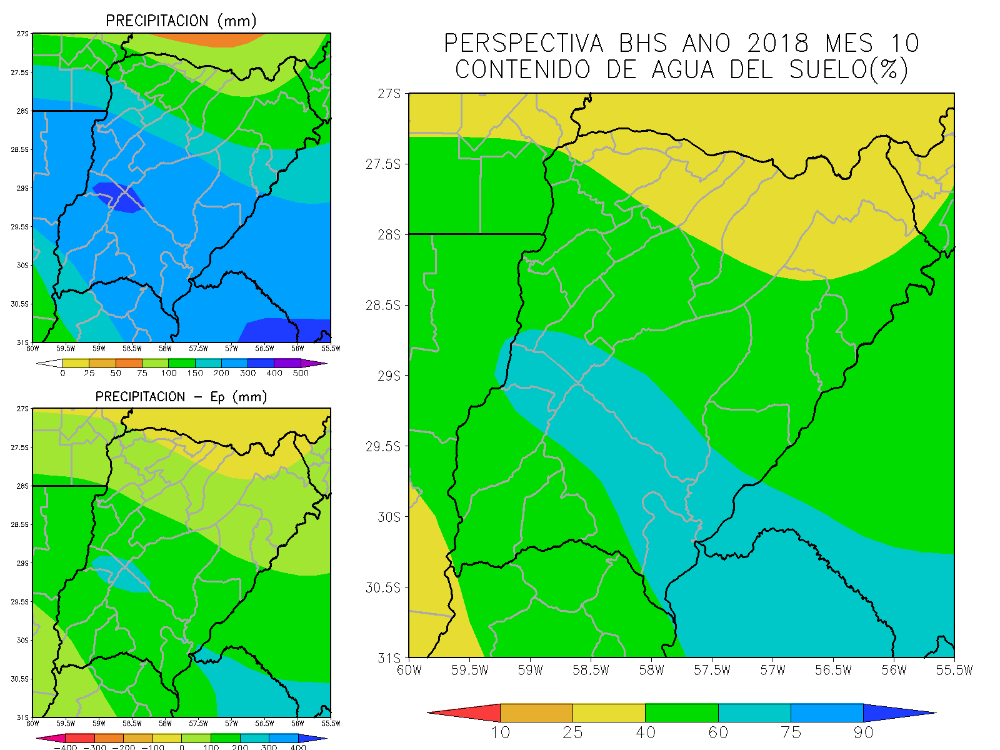 PRECIPITACION (mm)
27S
27.5S
28S
28.5S
29S
29.5S
30S
30.5S
31S
60W 59.5W 59W 58.5W 58W 57.5W 57W 56.5W 56W 55.5W
0 25 50 75 100 150 200 300 400 500
PRECIPITACION - Ep (mm)
27S
27.5S
28S
28.5S
29S
29.5S
30S
30.5S
31S
60W 59.5W 59W 58.5W 58W 57.5W 57W 56.5W 56W 55.5W
-400 -300 -200 -100 0 100 200 300 400
PERSPECTIVA BHS ANO 2018 MES 10
CONTENIDO DE AGUA DEL SUELO(%)
27S
27.5S
28S
28.5S
29S
29.5S
30S
30.5S
31S
60W 59.5W 59W 58.5W 58W 57.5W 57W 56.5W 56W 55.5W
10 25 40 60 75 90